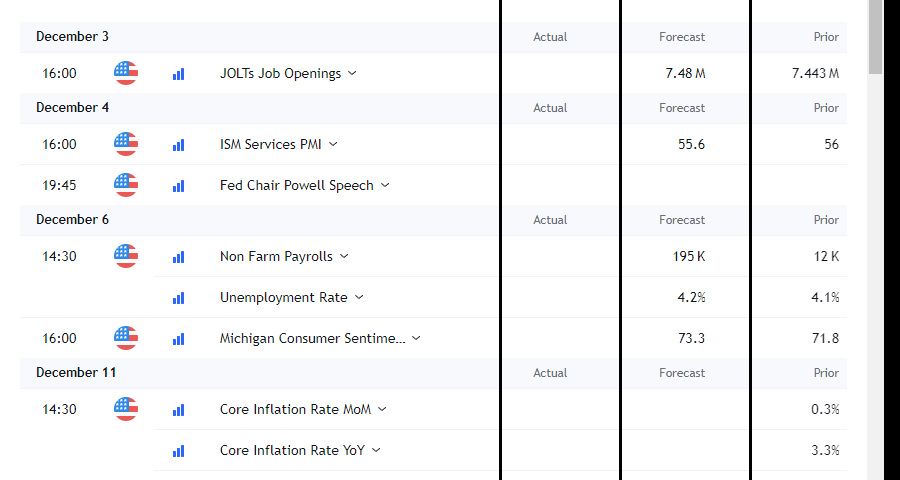 December 3 Actual Forecast Prior
16:00 JOLTs Job Openings 7.48 M 7.443 M
December 4 Actual Forecast Prior
16:00 ISM Services PMI 55.6 56
19:45 Fed Chair Powell Speech
December 6 Actual Forecast Prior
14:30 Non Farm Payrolls 195 K 12 K
Unemployment Rate 4.2% 4.1%
16:00 Michigan Consumer Sentime... 73.3 71.8
December 11 Actual Forecast Prior
14:30 Core Inflation Rate MoM 0.3%
Core Inflation Rate YoY 3.3%